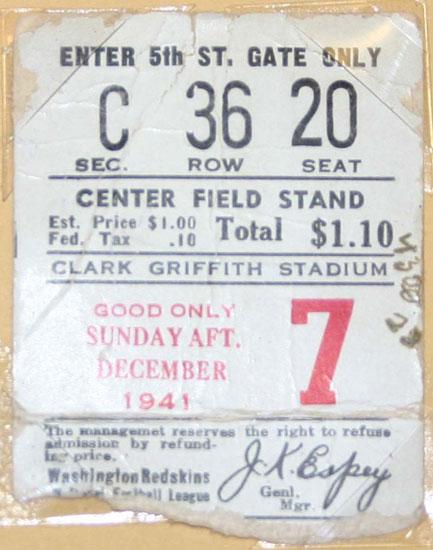 ENTER 5th ST. GATE ONLY
C 36 20
SEC. ROW SEAT
CENTER FIELD STAND
Est. Price $1.00
Fed. Tax .10
Total $1.10
CLARK GRIFFITH STADIUM
GOOD ONLY
SUNDAY AFT.
DECEMBER
1941
7
The managemet reserves the right to refuse
admission by refund-
ing price.
Washington Redskins
Football League
J.K. Espey
Genl.
Mgr.